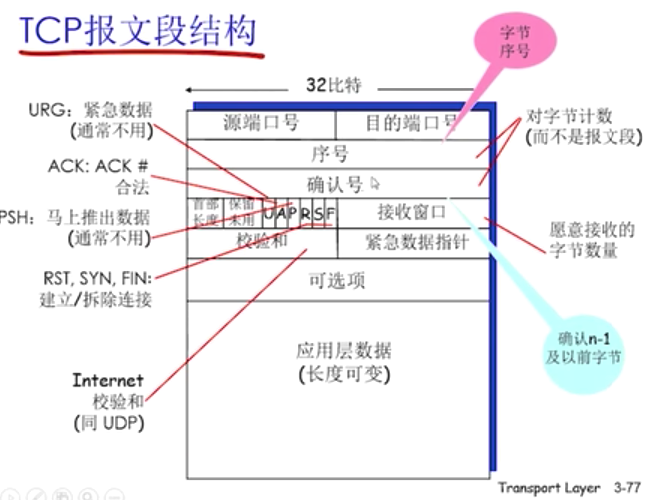 TCP报文段结构
字节
序号
32比特
URG：紧急数据
(通常不用)
源端口号
目的端口号
对字节计数
(而不是报文段)
序号
ACK: ACK #
合法
确认号
PSH：马上推出数据
(通常不用)
首部
长度
保留
未用
U A P R S F
接收窗口
愿意接收的
字节数量
校验和
紧急数据指针
RST, SYN, FIN:
建立/拆除连接
可选项
确认n-1
及以前字节
应用层数据
(长度可变)
Internet
校验和
(同 UDP)
Transport Layer 3-77